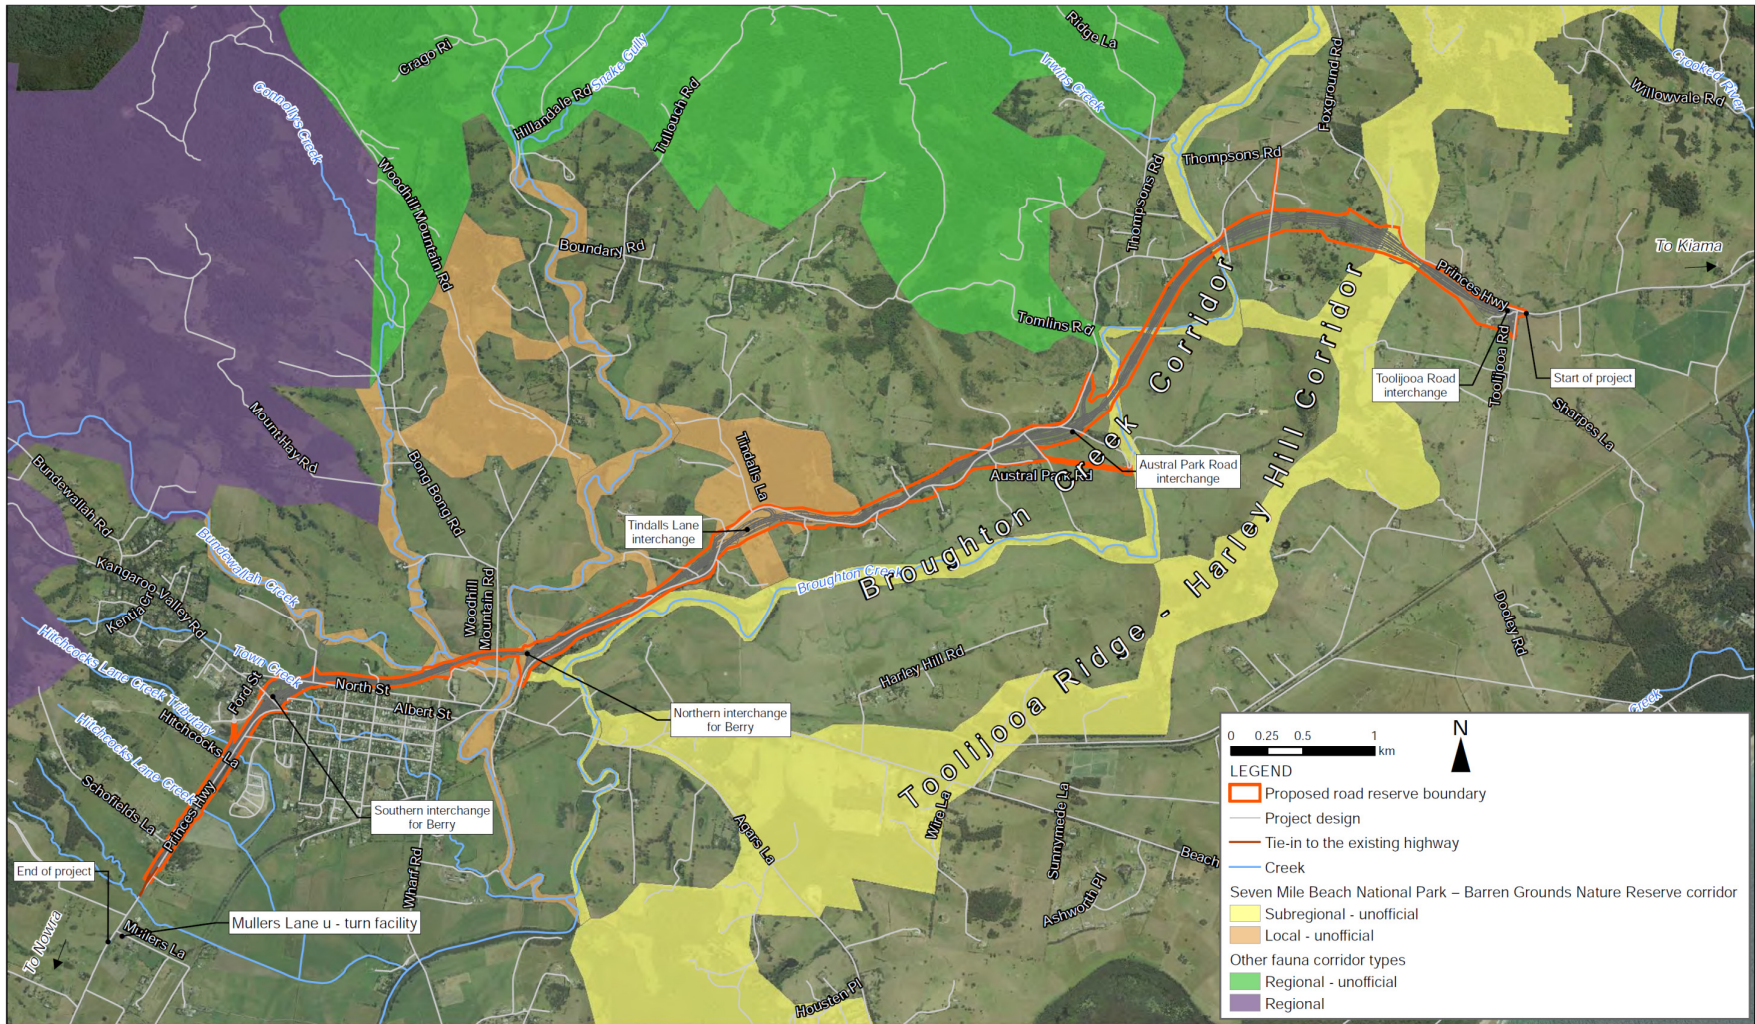 Crago Ri
Ridge La
Snake Gully
Irwins Creek
Foxground Rd
Crooked River
Willowvale Rd
Connollys Creek
Hillandale Rd
Tullouch Rd
Thompsons Rd
Thompsons Rd
Woodhill Mountain Rd
Boundary Rd
To Kiama
Princes Hwy
Tomlins Rd
Toolijooa Rd
Toolijooa Road
interchange
Start of project
Sharpes La
Mount Hay Rd
Bong Bong Rd
Tindalls La
Bundewallah Rd
Austral Park Rd
Austral Park Road
interchange
Tindalls Lane
interchange
Broughton Creek Corridor
Toolijooa Ridge - Harley Hill Corridor
Bundewallah Creek
Kangaroo Valley Rd
Kentia Ct
Woodhill
Mountain Rd
Broughton Creek
Dooley Rd
Hitchcocks Lane Creek Tributary
Town Creek
Ford St
North St
Albert St
Harley Hill Rd
Northern interchange
for Berry
Hitchcocks La
Hitchcocks Lane Creek
Schofields La
Princes Hwy
Southern interchange
for Berry
Agars La
Wire La
Sunnymede La
Beach
Ashworth Pl
Wharf Rd
End of project
Mullers Lane u - turn facility
Mullers La
To Nowra
Housten Pl
Creek
0 0.25 0.5 1
km
N
LEGEND
Proposed road reserve boundary
Project design
Tie-in to the existing highway
Creek
Seven Mile Beach National Park – Barren Grounds Nature Reserve corridor
Subregional - unofficial
Local - unofficial
Other fauna corridor types
Regional - unofficial
Regional